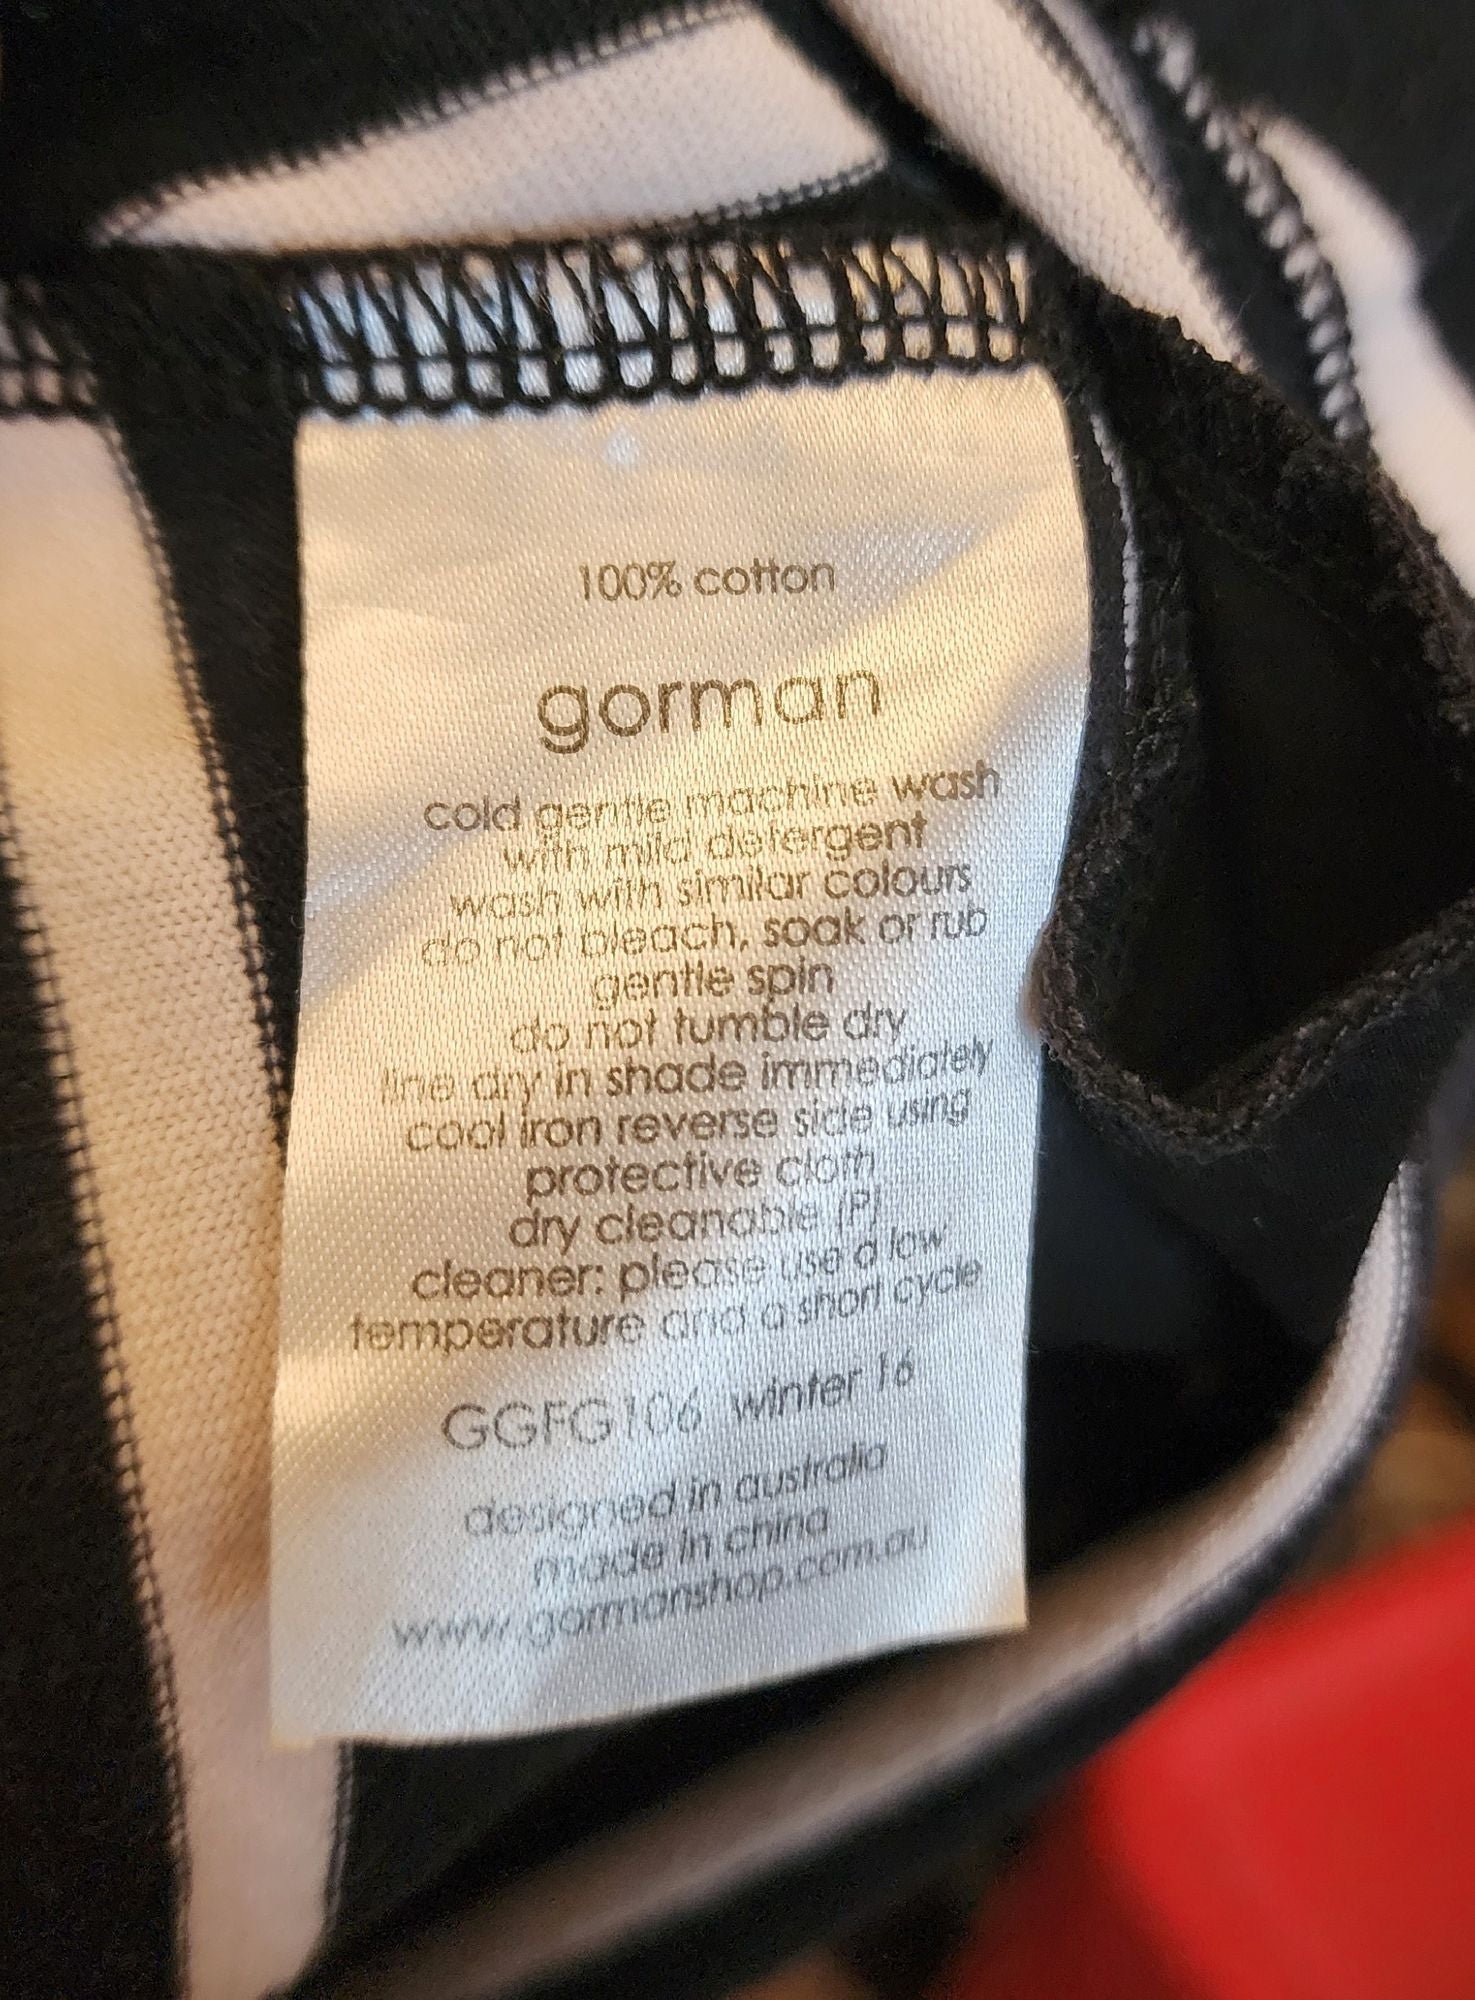 100% cotton
gorman
cold gentle machine wash
with mild detergent
wash with similar colours
do not bleach, soak or rub
gentle spin
do not tumble dry
line dry in shade immediately
cool iron reverse side using
protective cloth
dry cleanable (P)
cleaner: please use a low
temperature and a short cycle
GGFG106 winter 16
designed in australia
made in china
www.gormanshop.com.au